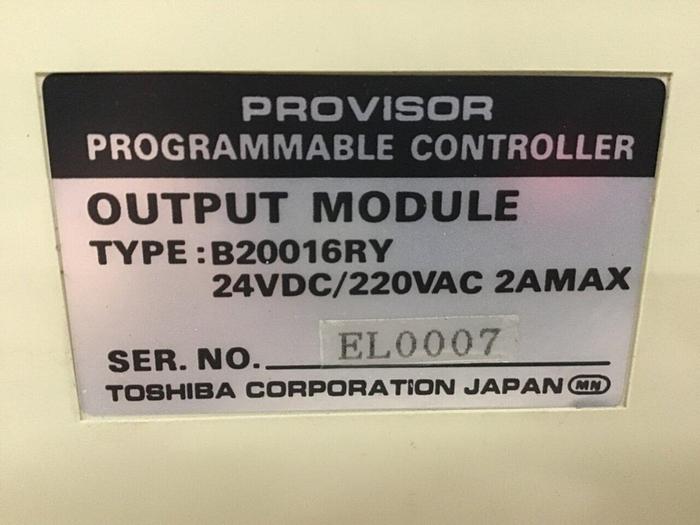 PROVISOR
PROGRAMMABLE CONTROLLER
OUTPUT MODULE
TYPE : B20016RY
24VDC/220VAC 2AMAX
SER. NO. EL0007
TOSHIBA CORPORATION JAPAN MN